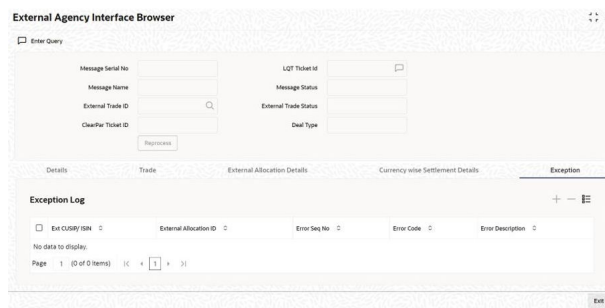 External Agency Interface Browser
Enter Query
Message Serial No
LQT Ticket Id
Message Name
Message Status
External Trade ID
External Trade Status
ClearPar Ticket ID
Deal Type
Reprocess
Details Trade External Allocation Details Currency wise Settlement Details Exception
Exception Log
Ext CUSIP/ ISIN External Allocation ID Error Seq No Error Code Error Description
No data to display.
Page 1 (0 of 0 items) 1
Exit